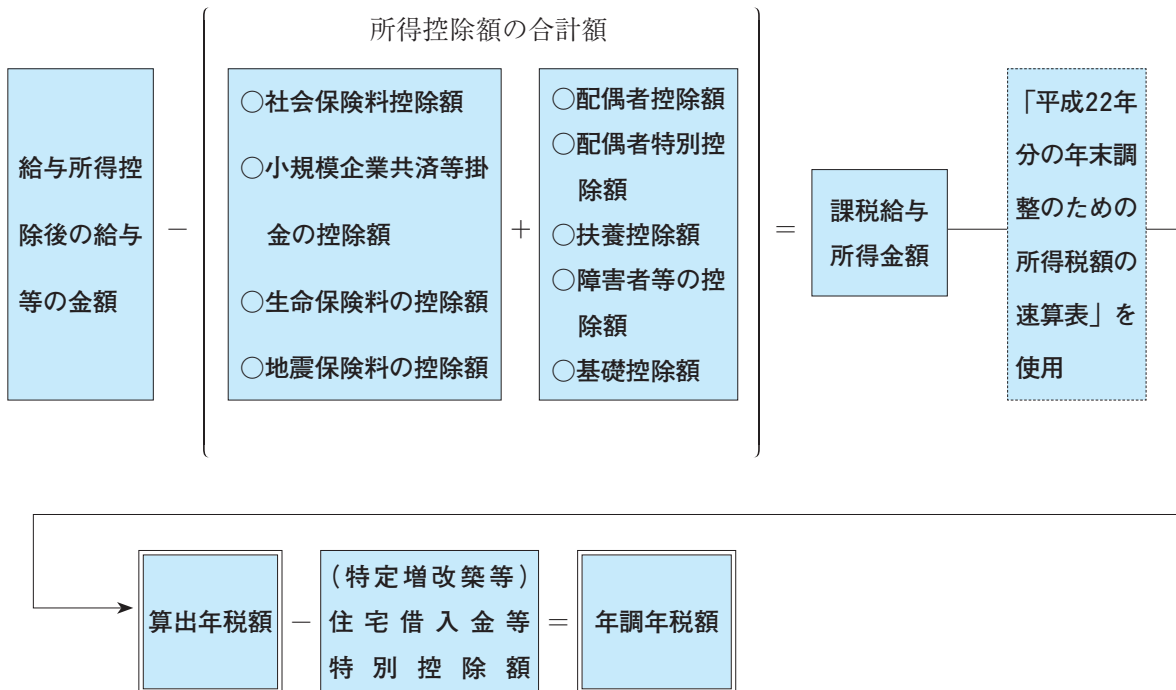 所得控除額の合計額
給与所得控
除後の給与
等の金額
−
○社会保険料控除額
○小規模企業共済等掛
金の控除額
○生命保険料の控除額
○地震保険料の控除額
+
○配偶者控除額
○配偶者特別控
除額
○扶養控除額
○障害者等の控
除額
○基礎控除額
=
課税給与
所得金額
「平成22年
分の年末調
整のための
所得税額の
速算表」を
使用
算出年税額
−
(特定増改築等)
住宅借入金等
特別控除額
=
年調年税額